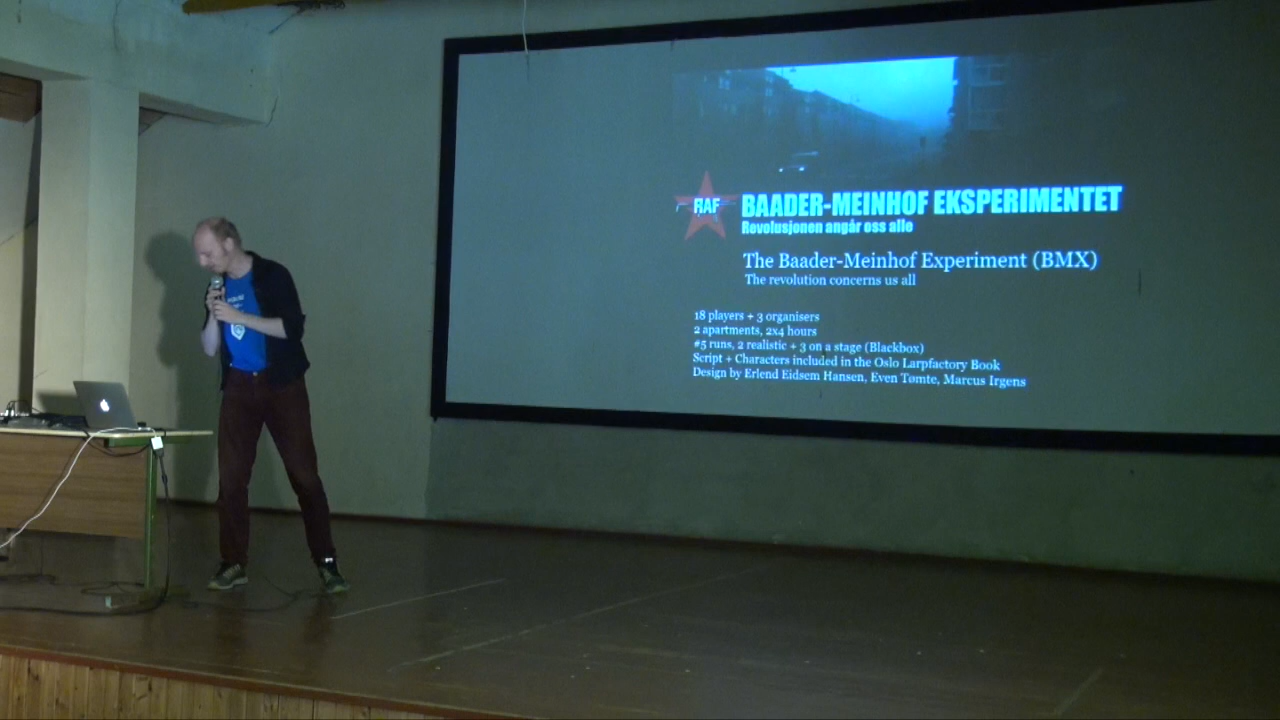 RAF
BAADER-MEINHOF EKSPERIMENTET
Revolusjonen angår oss alle
The Baader-Meinhof Experiment (BMX)
The revolution concerns us all
18 players + 3 organisers
2 apartments, 2x4 hours
#5 runs, 2 realistic + 3 on a stage (Blackbox)
Script + Characters included in the Oslo Larpfactory Book
Design by Erlend Eidsem Hansen, Even Tømte, Marcus Irgens